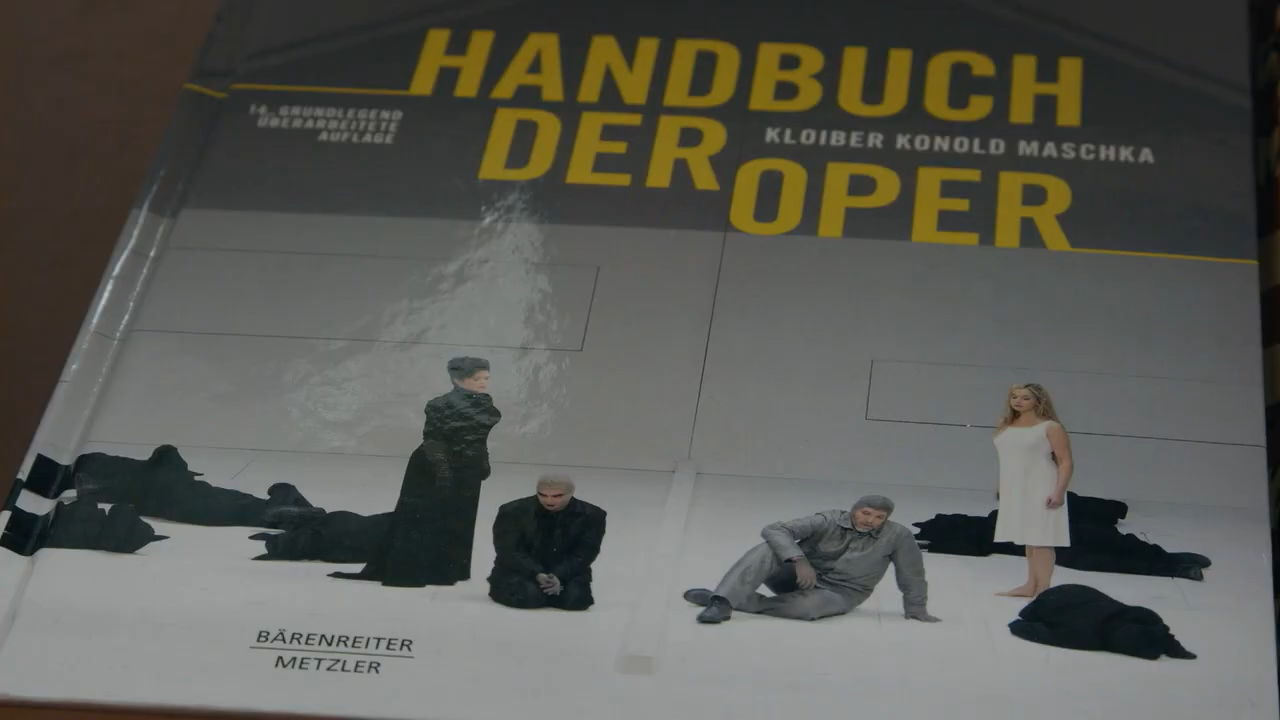 HANDBUCH
DER
OPER
14. GRUNDLEGEND
ÜBERARBEITETE
AUFLAGE
KLOIBER KONOLD MASCHKA
BÄRENREITER
METZLER